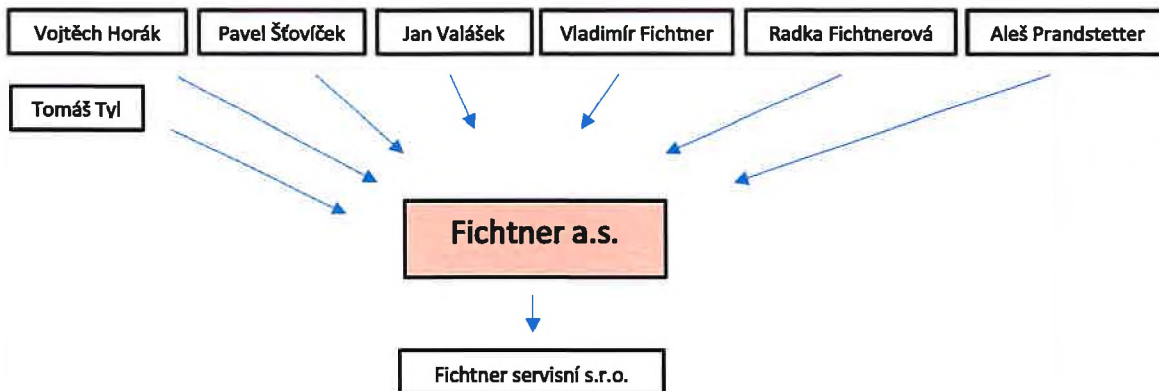 Vojtěch Horák
Pavel Šťovíček
Jan Valášek
Vladimír Fichtner
Radka Fichtnerová
Aleš Prandstetter
Tomáš Tyl
Fichtner a.s.
Fichtner servisní s.r.o.